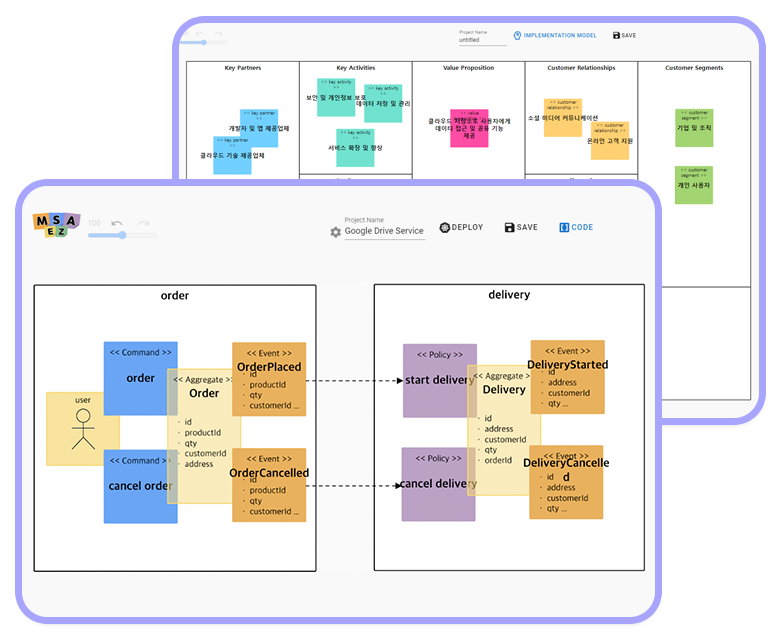 Project Name
untitled
IMPLEMENTATION MODEL
SAVE
Key Partners
Key Activities
Value Proposition
Customer Relationships
Customer Segments
<< key partner >>
개발자 및 앱 제공업체
<< key partner >>
클라우드 기술 제공업체
<< key activity >>
보안 및 개인정보 보호
<< key activity >>
데이터 저장 및 관리
<< key activity >>
서비스 확장 및 향상
<< value
클라우드 저장소로 사용자에게
데이터 접근 및 공유 기능
제공
<< customer
relationship >>
소셜 미디어 커뮤니케이션
<< customer
relationship >>
온라인 고객 지원
<< customer
segment >>
기업 및 조직
<< customer
segment >>
개인 사용자
MSA
EZ
100
Project Name
Google Drive Service
DEPLOY
SAVE
CODE
order
user
<< Command >>
order
<< Command >>
cancel order
<< Aggregate >>
Order
· id
· productId
· qty
· customerId
· address
<< Event >>
OrderPlaced
· id
· productId
· qty
· customerId ...
<< Event >>
OrderCancelled
· id
· productId
· qty
· customerId ...
delivery
<< Policy >>
start delivery
<< Policy >>
cancel delivery
<< Aggregate >>
Delivery
· id
· address
· customerId
· qty
· orderId
<< Event >>
DeliveryStarted
· id
· address
· customerId
· qty ...
<< Event >>
DeliveryCancelle
d
· id
· address
· customerId
· qty ...